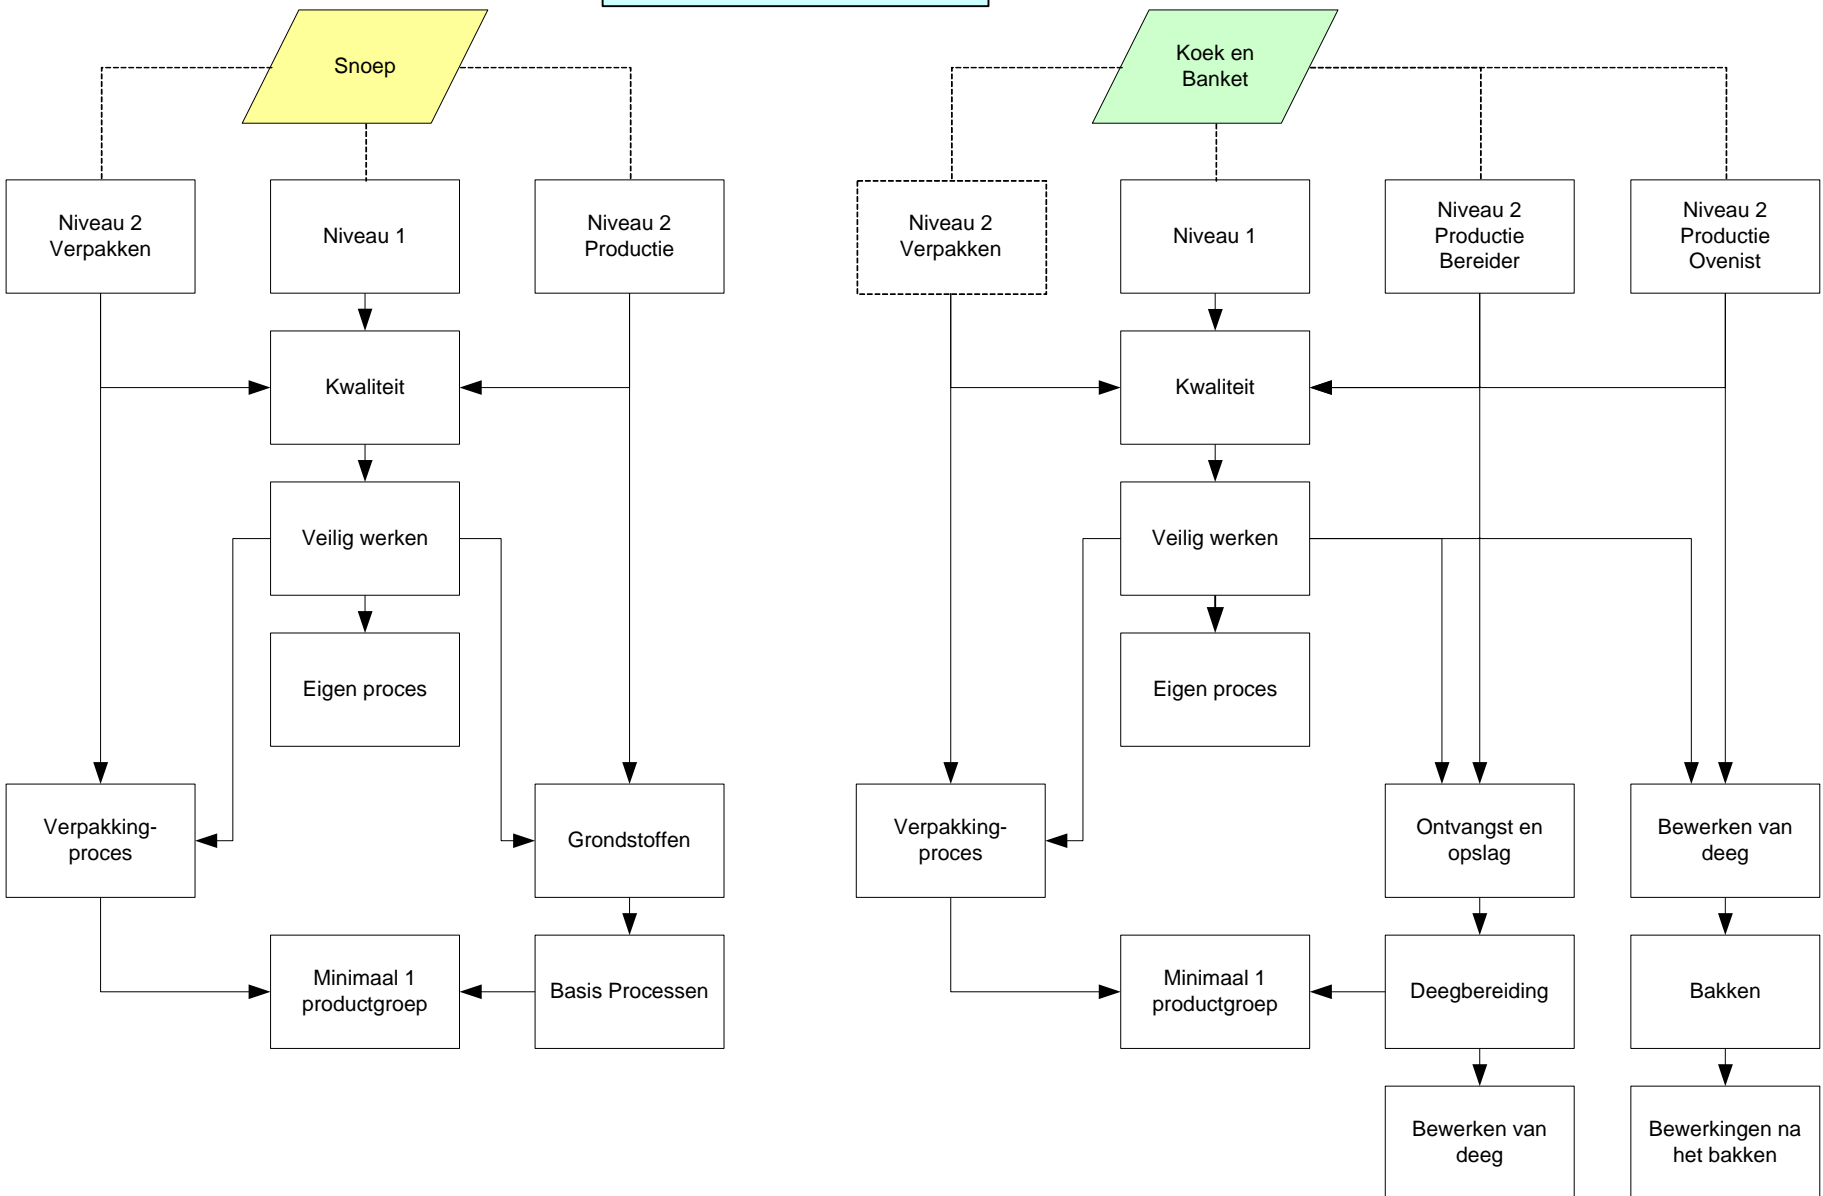 Snoep
Koek en
Banket
Niveau 2
Verpakken
Niveau 1
Niveau 2
Productie
Niveau 2
Verpakken
Niveau 1
Niveau 2
Productie
Bereider
Niveau 2
Productie
Ovenist
Kwaliteit
Kwaliteit
Veilig werken
Veilig werken
Eigen proces
Eigen proces
Verpakking-
proces
Grondstoffen
Verpakking-
proces
Ontvangst en
opslag
Bewerken van
deeg
Minimaal 1
productgroep
Basis Processen
Minimaal 1
productgroep
Deegbereiding
Bakken
Bewerken van
deeg
Bewerkingen na
het bakken